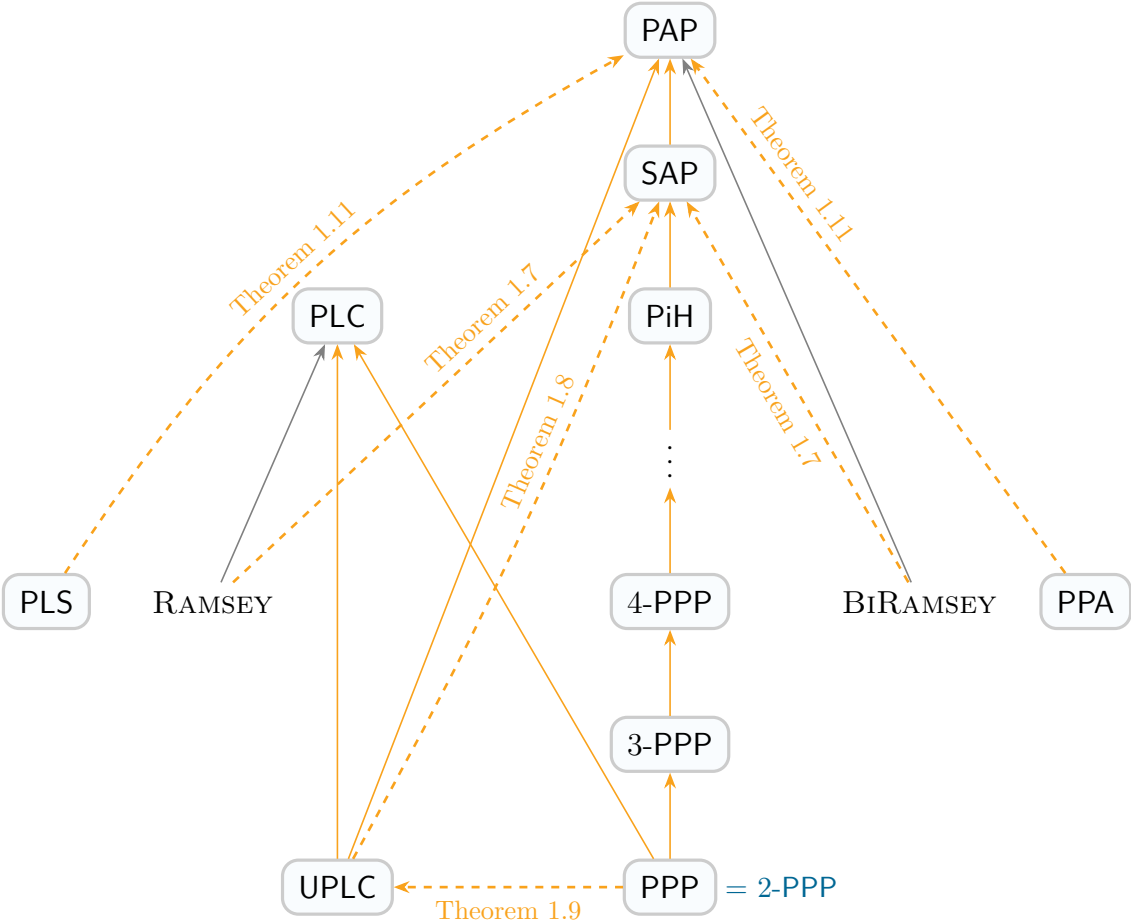 PAP
Theorem 1.11
Theorem 1.11
SAP
Theorem 1.7
PLC
PiH
Theorem 1.7
Theorem 1.8
⋮
PLS
RAMSEY
4-PPP
BIRAMSEY
PPA
3-PPP
UPLC
PPP = 2-PPP
Theorem 1.9